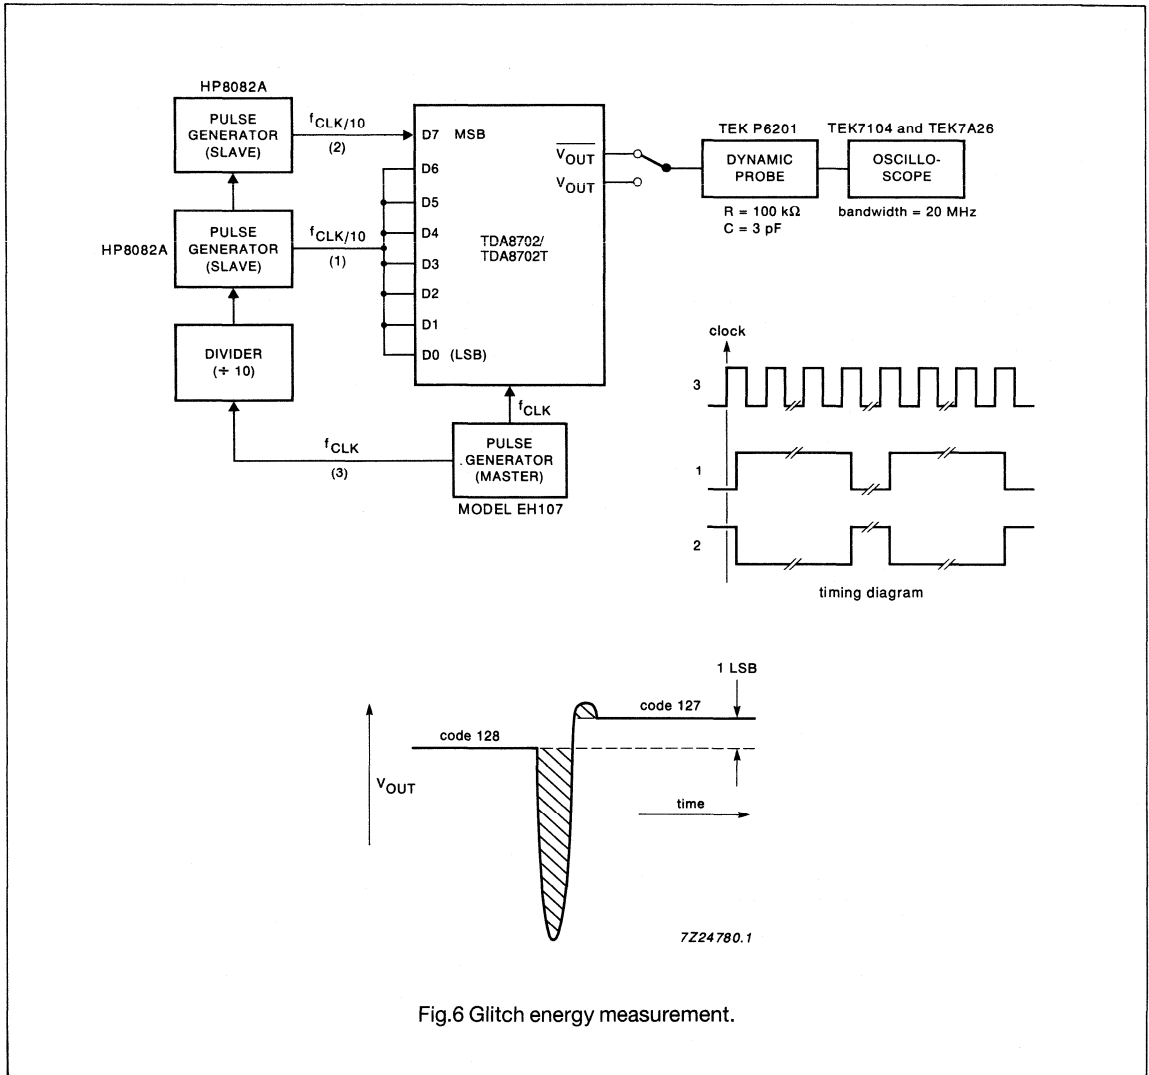 HP8082A
PULSE
GENERATOR
(SLAVE)
fCLK/10
(2)
HP8082A
PULSE
GENERATOR
(SLAVE)
fCLK/10
(1)
DIVIDER
(÷ 10)
fCLK
(3)
D7 MSB
D6
D5
D4
D3
D2
D1
D0 (LSB)
TDA8702/
TDA8702T
V̅O̅U̅T̅
VOUT
fCLK
PULSE
GENERATOR
(MASTER)
MODEL EH107
TEK P6201
DYNAMIC
PROBE
R = 100 kΩ
C = 3 pF
TEK7104 and TEK7A26
OSCILLO-
SCOPE
bandwidth = 20 MHz
clock
3
1
2
timing diagram
1 LSB
code 127
code 128
VOUT
time
7Z24780.1
Fig.6 Glitch energy measurement.